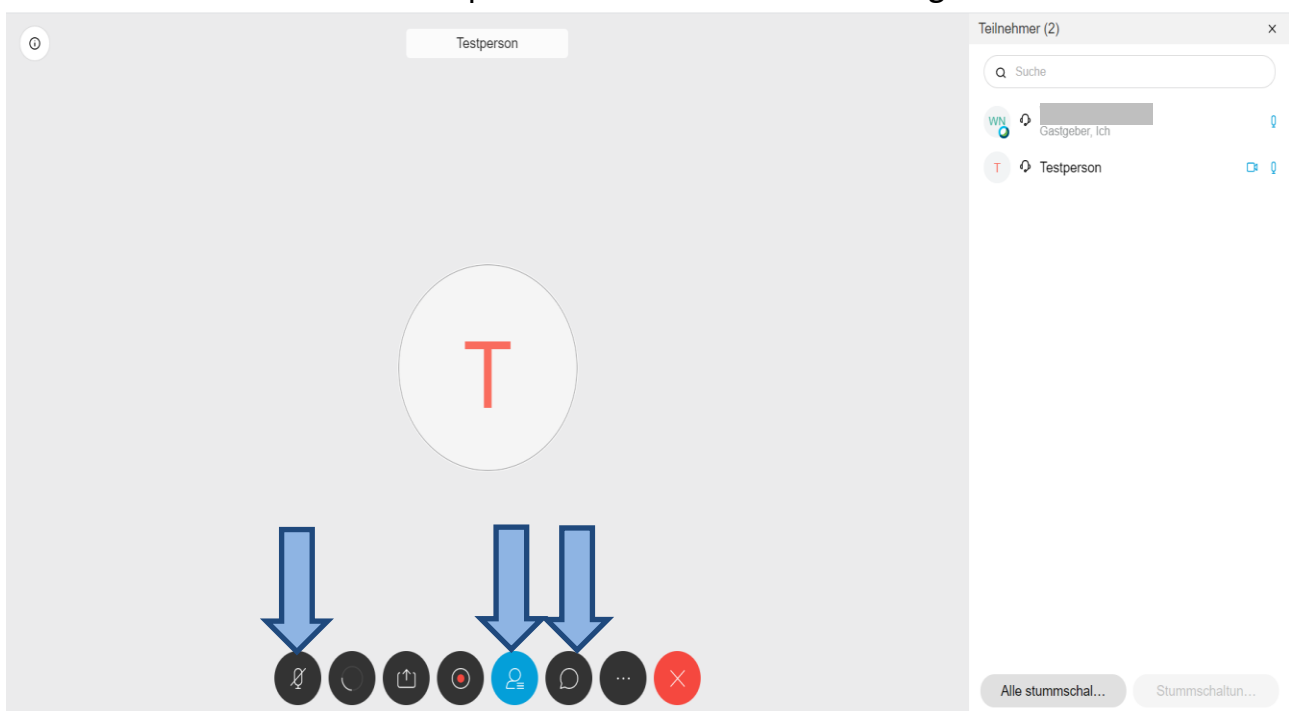 Testperson
T
Teilnehmer (2)
Suche
WN
Gastgeber, Ich
T
Testperson
Alle stummschal...
Stummschaltun...